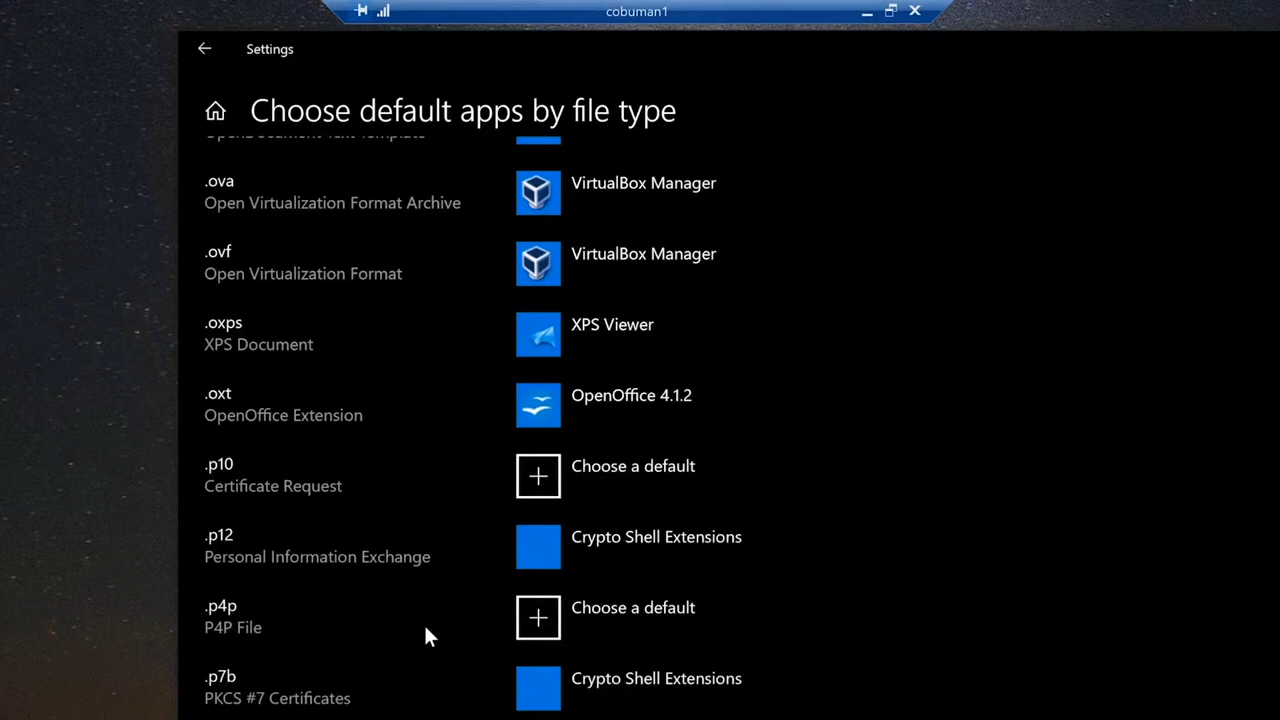 cobuman1
Settings
Choose default apps by file type
OpenDocument Text Template
.ova
Open Virtualization Format Archive
VirtualBox Manager
.ovf
Open Virtualization Format
VirtualBox Manager
.oxps
XPS Document
XPS Viewer
.oxt
OpenOffice Extension
OpenOffice 4.1.2
.p10
Certificate Request
Choose a default
.p12
Personal Information Exchange
Crypto Shell Extensions
.p4p
P4P File
Choose a default
.p7b
PKCS #7 Certificates
Crypto Shell Extensions